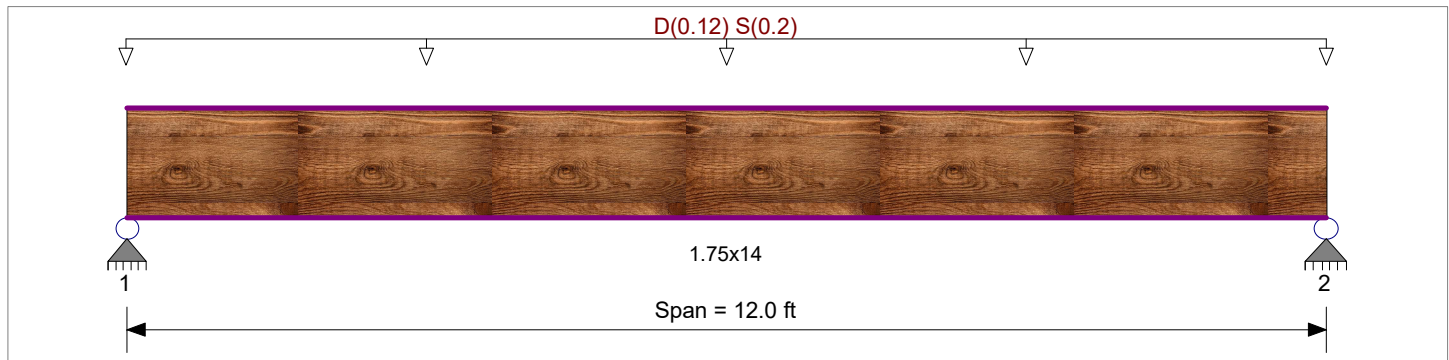 D(0.12) S(0.2)
1.75x14
1
2
Span = 12.0 ft